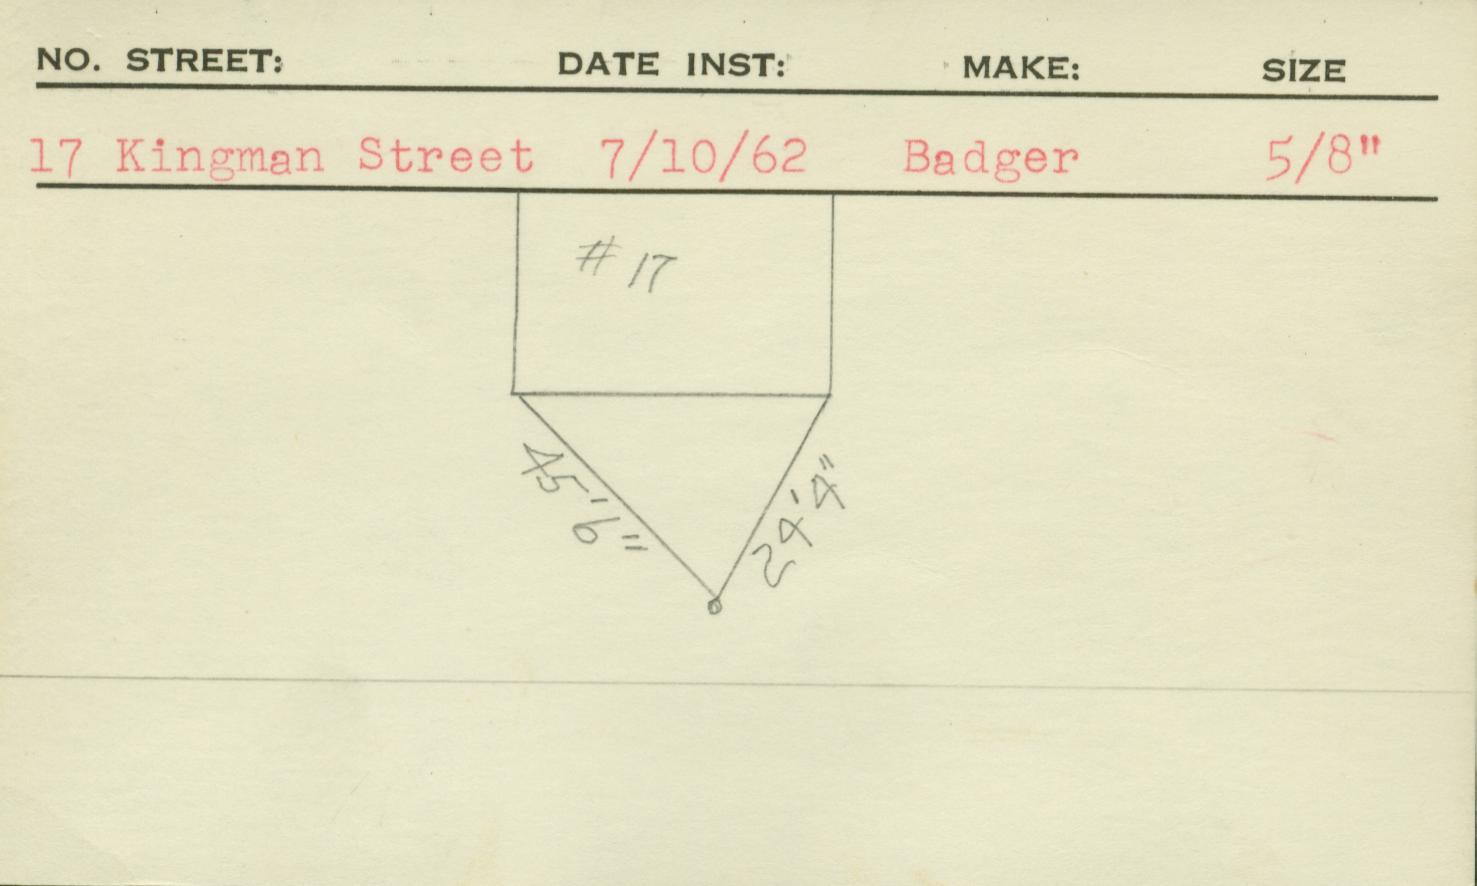 NO. STREET: DATE INST: MAKE: SIZE
17 Kingman Street 7/10/62 Badger 5/8"
# 17
45'6"
24'4"